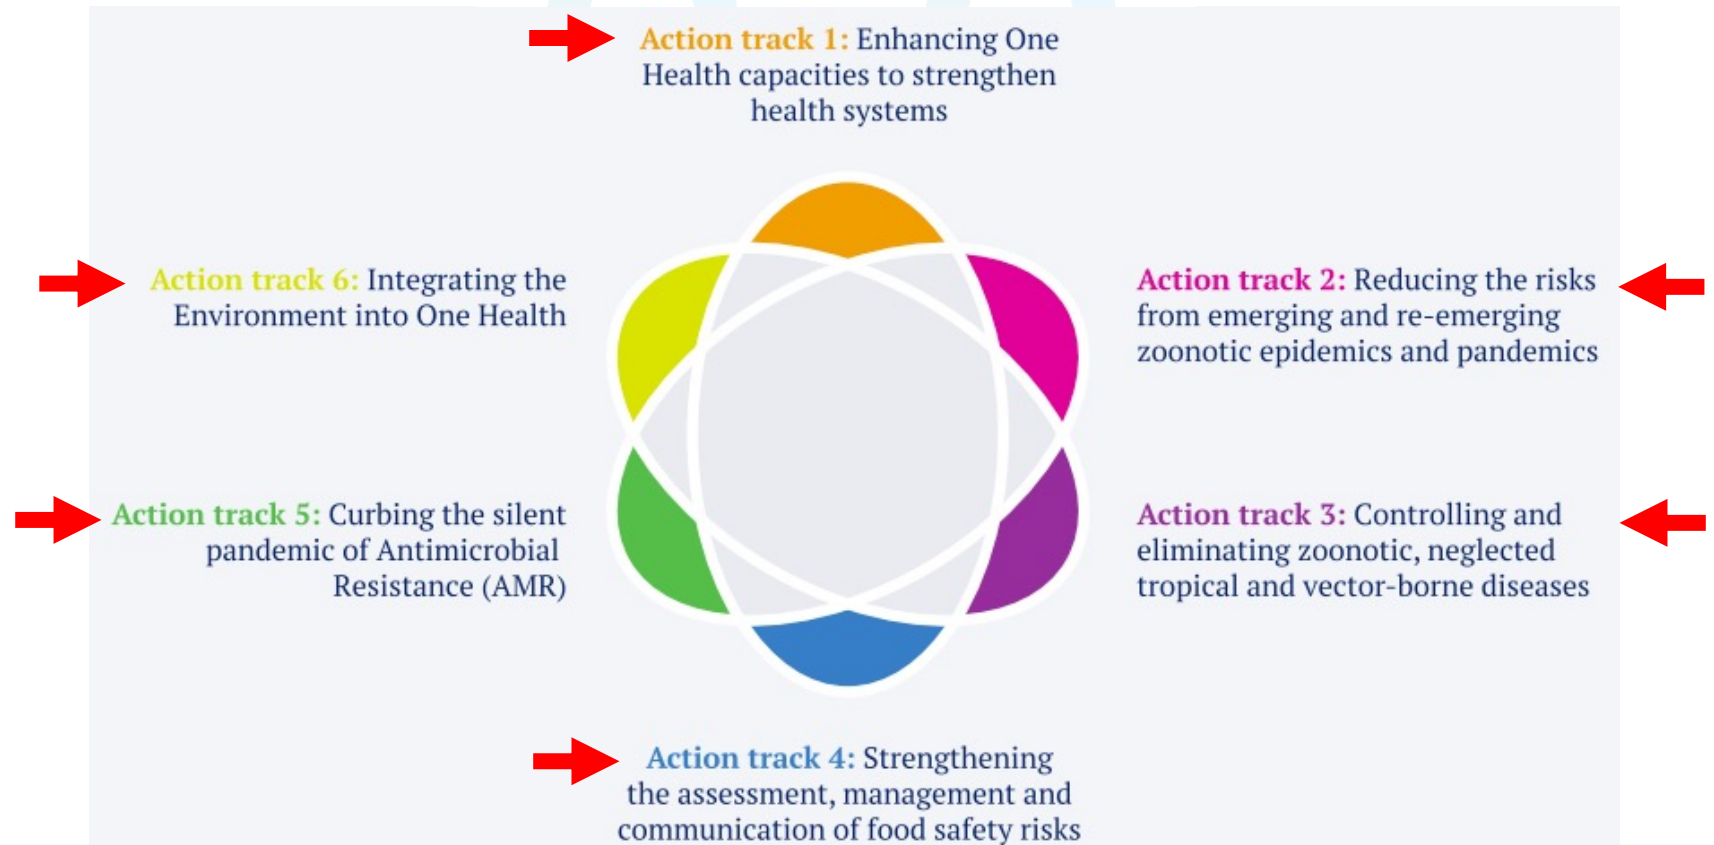 Action track 1: Enhancing One
Health capacities to strengthen
health systems
Action track 2: Reducing the risks
from emerging and re-emerging
zoonotic epidemics and pandemics
Action track 3: Controlling and
eliminating zoonotic, neglected
tropical and vector-borne diseases
Action track 4: Strengthening
the assessment, management and
communication of food safety risks
Action track 5: Curbing the silent
pandemic of Antimicrobial
Resistance (AMR)
Action track 6: Integrating the
Environment into One Health